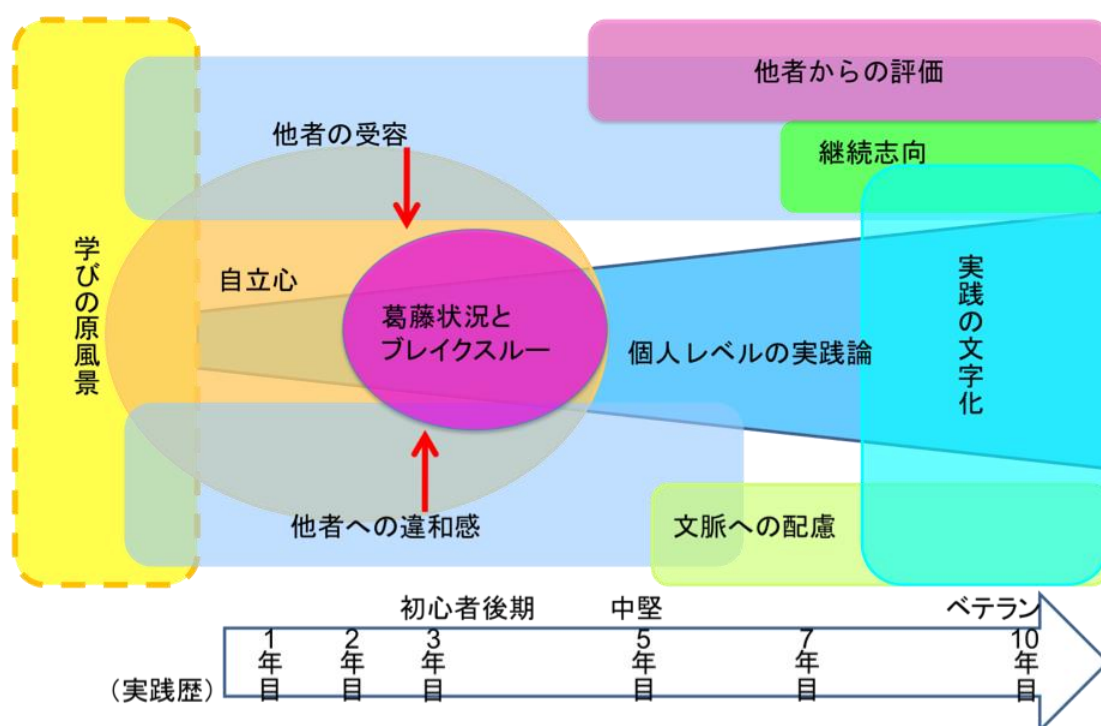 他者からの評価
他者の受容
継続志向
学びの原風景
自立心
葛藤状況と
ブレイクスルー
個人レベルの実践論
実践の文字化
他者への違和感
文脈への配慮
初心者後期
中堅
ベテラン
(実践歴)
1年目
2年目
3年目
5年目
7年目
10年目